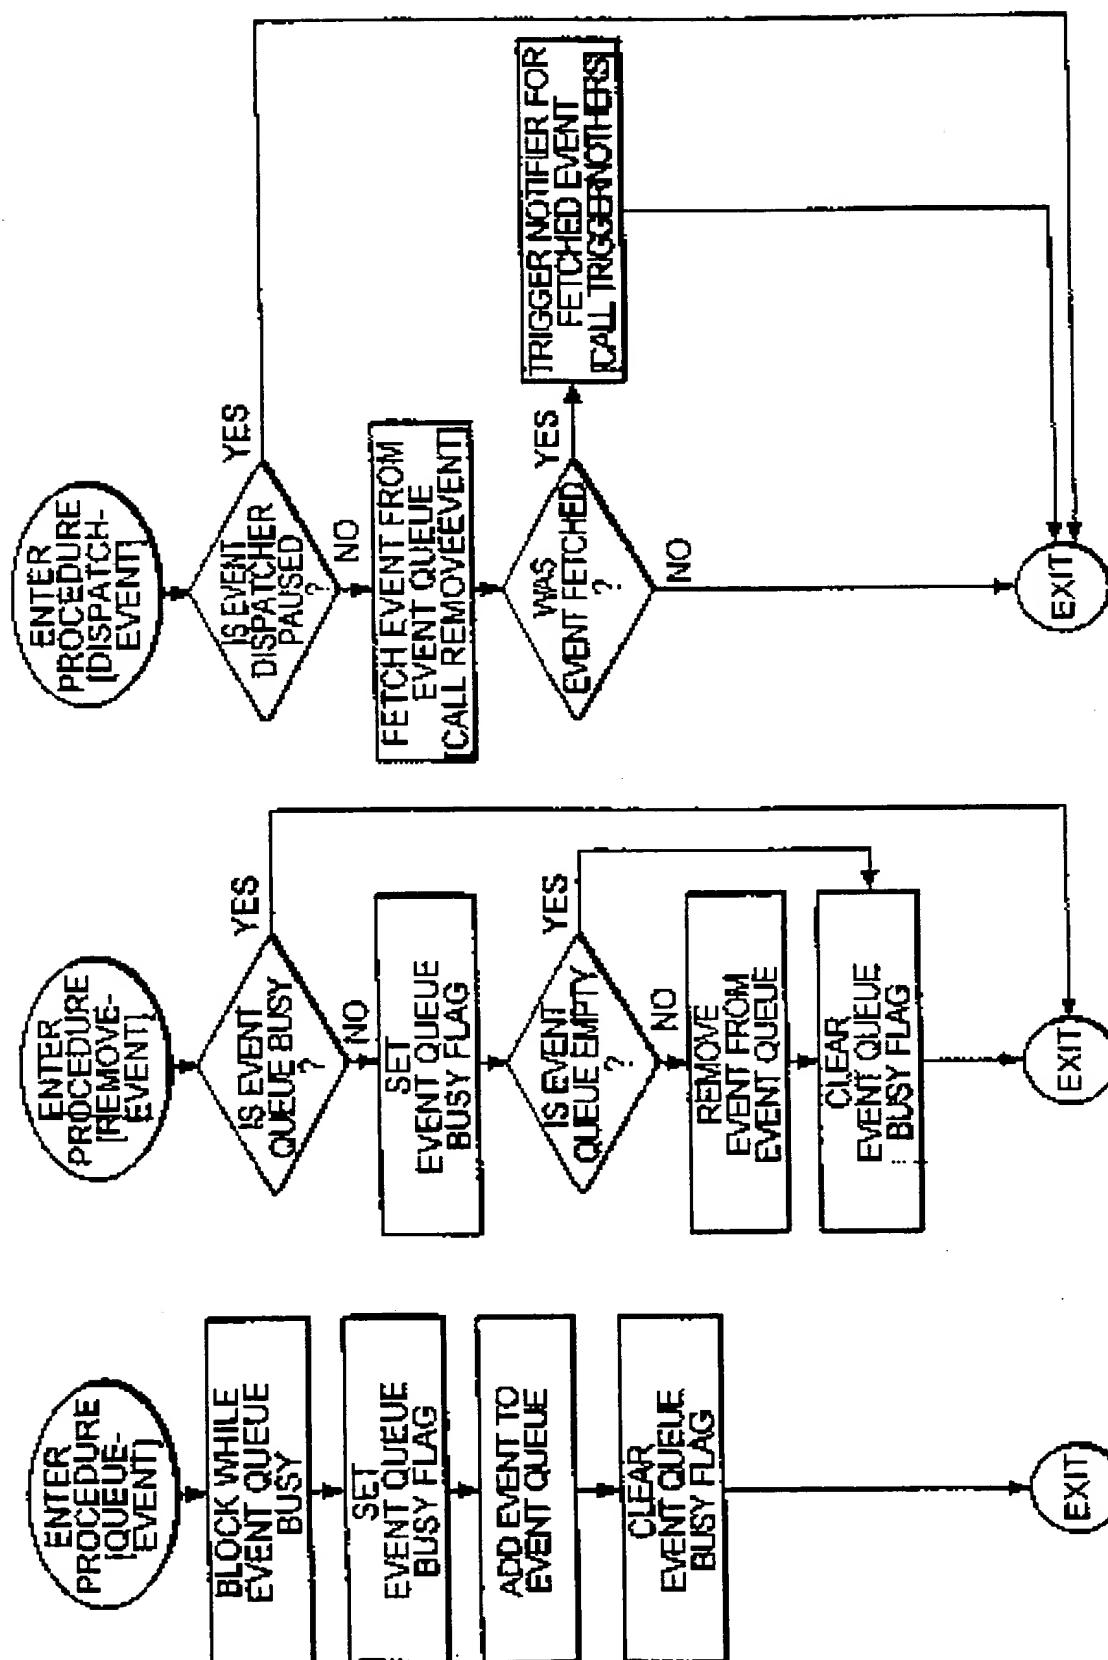 ENTER
PROCEDURE
[QUEUE-
EVENT]
BLOCK WHILE
EVENT QUEUE
BUSY
SET
EVENT QUEUE
BUSY FLAG
ADD EVENT TO
EVENT QUEUE
CLEAR
EVENT QUEUE
BUSY FLAG
EXIT
ENTER
PROCEDURE
[REMOVE-
EVENT]
IS EVENT
QUEUE BUSY
?
YES
NO
SET
EVENT QUEUE
BUSY FLAG
IS EVENT
QUEUE EMPTY
?
YES
NO
REMOVE
EVENT FROM
EVENT QUEUE
CLEAR
EVENT QUEUE
BUSY FLAG
EXIT
ENTER
PROCEDURE
[DISPATCH-
EVENT]
IS EVENT
DISPATCHER
PAUSED
?
YES
NO
FETCH EVENT FROM
EVENT QUEUE
[CALL REMOVEEVENT]
WAS
EVENT FETCHED
?
YES
NO
TRIGGER NOTIFIER FOR
FETCHED EVENT
[CALL TRIGGERNOTHERS]
EXIT